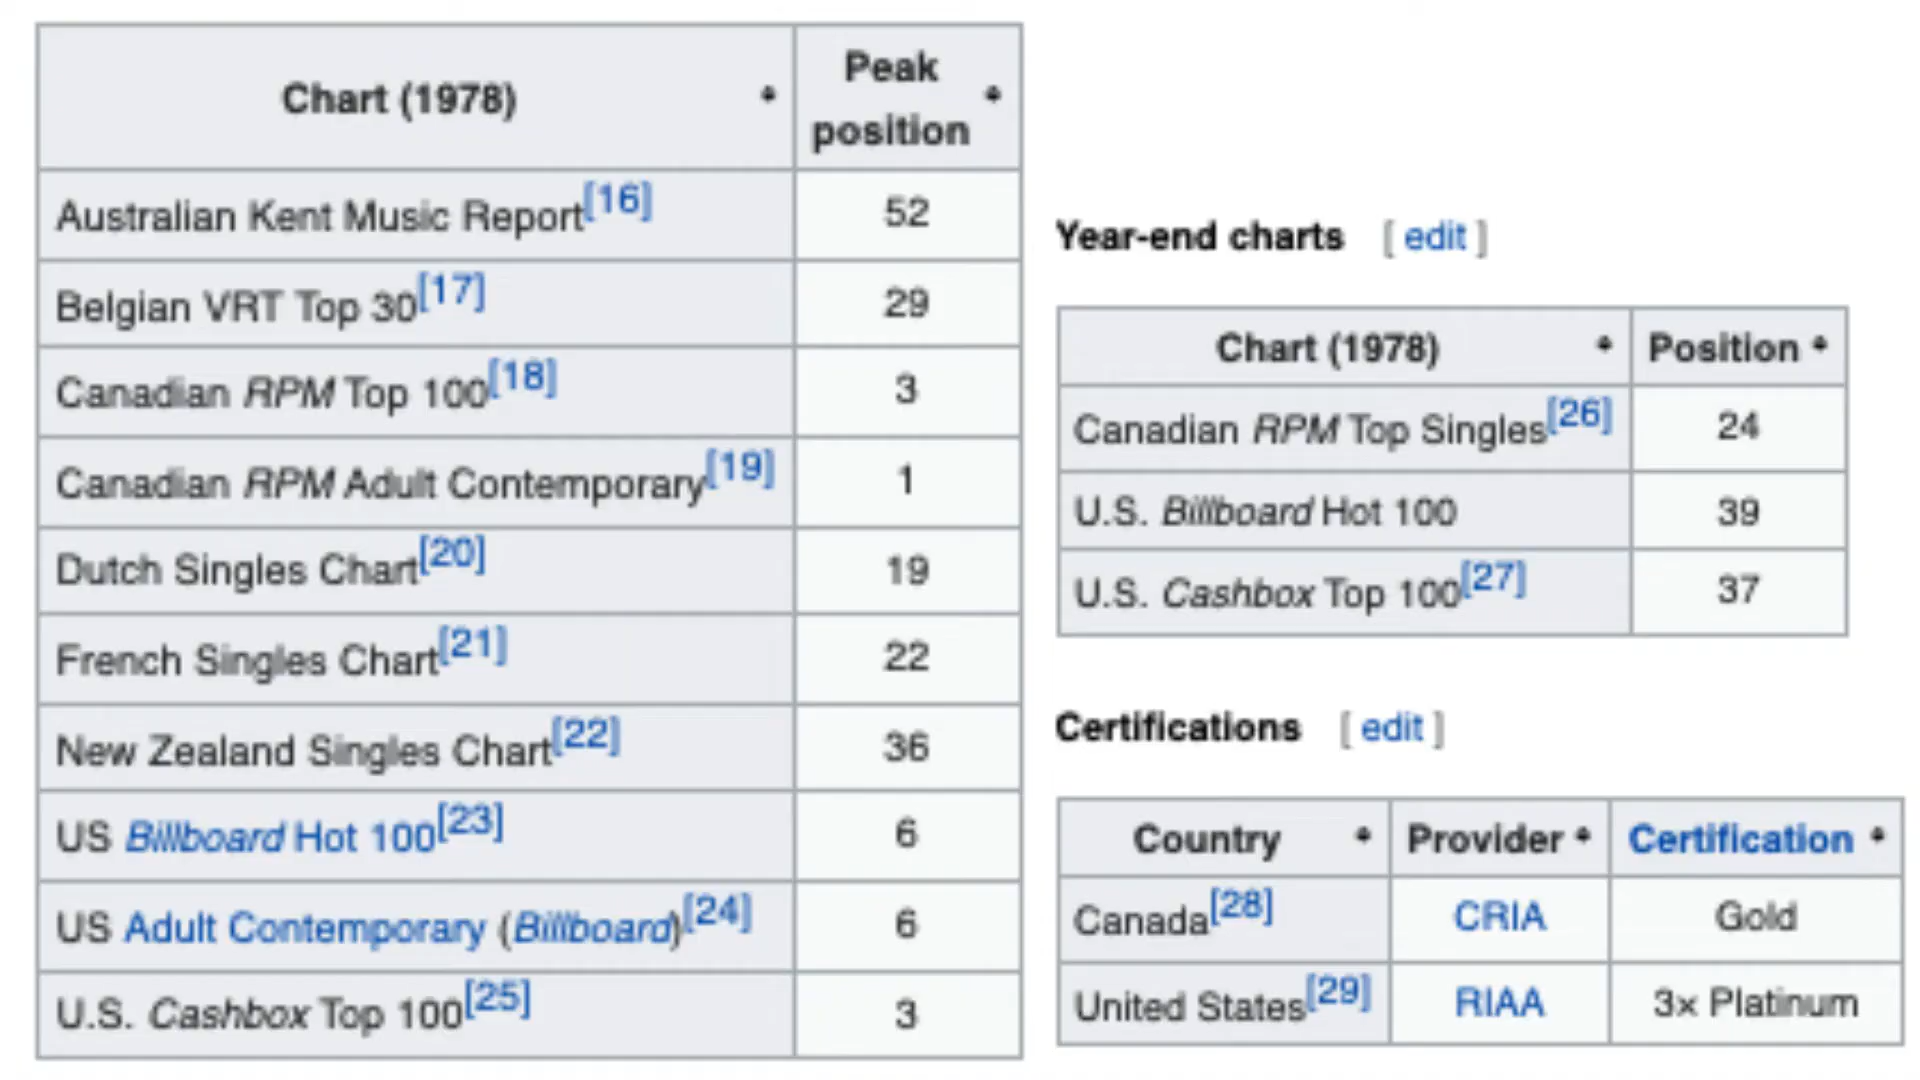 Chart (1978) Peak position
Australian Kent Music Report[16] 52
Belgian VRT Top 30[17] 29
Canadian RPM Top 100[18] 3
Canadian RPM Adult Contemporary[19] 1
Dutch Singles Chart[20] 19
French Singles Chart[21] 22
New Zealand Singles Chart[22] 36
US Billboard Hot 100[23] 6
US Adult Contemporary (Billboard)[24] 6
U.S. Cashbox Top 100[25] 3
Year-end charts [ edit ]
Chart (1978) Position
Canadian RPM Top Singles[26] 24
U.S. Billboard Hot 100 39
U.S. Cashbox Top 100[27] 37
Certifications [ edit ]
Country Provider Certification
Canada[28] CRIA Gold
United States[29] RIAA 3x Platinum